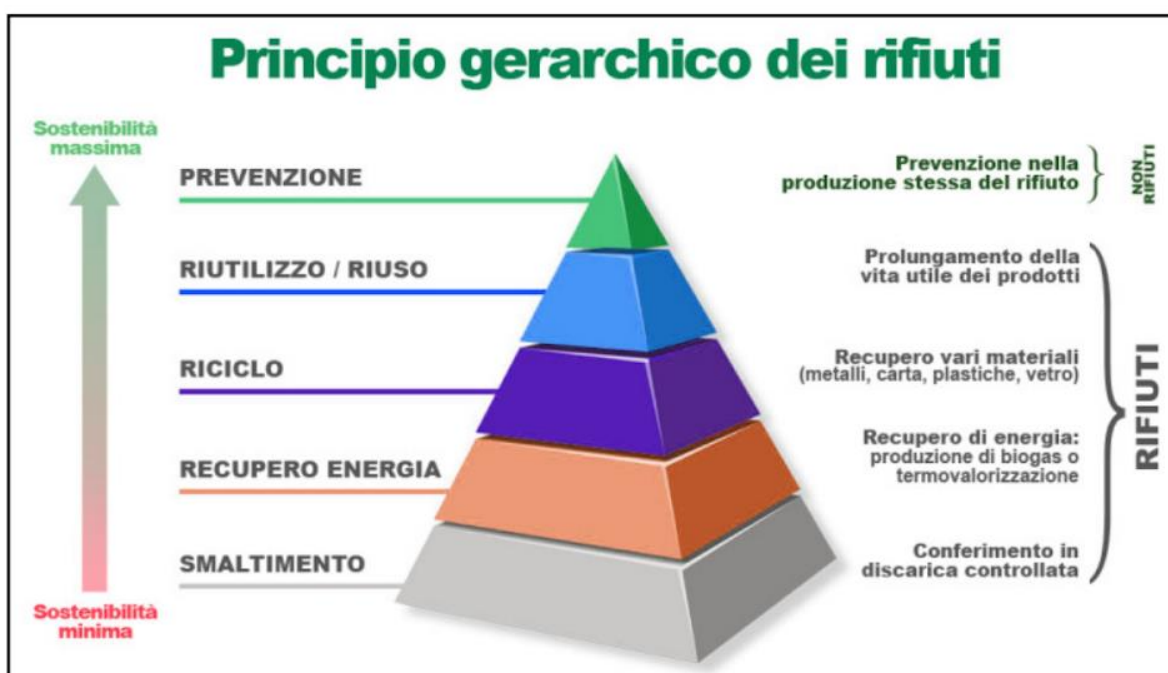 Principio gerarchico dei rifiuti
Sostenibilità
massima
PREVENZIONE
Prevenzione nella
produzione stessa del rifiuto
NON
RIFIUTI
RIUTILIZZO / RIUSO
Prolungamento della
vita utile dei prodotti
RICICLO
Recupero vari materiali
(metalli, carta, plastiche, vetro)
RIFIUTI
RECUPERO ENERGIA
Recupero di energia:
produzione di biogas o
termovalorizzazione
SMALTIMENTO
Conferimento in
discarica controllata
Sostenibilità
minima